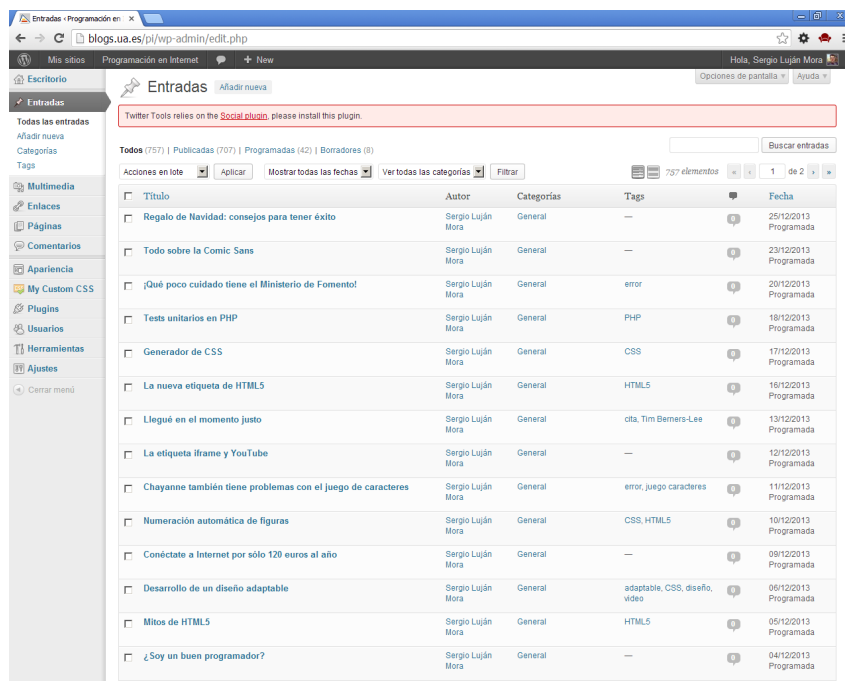 Entradas ‹ Programación en
blogs.ua.es/pi/wp-admin/edit.php
Mis sitios Programación en Internet + New Hola, Sergio Luján Mora
Escritorio
Entradas
Todas las entradas
Añadir nueva
Categorías
Tags
Multimedia
Enlaces
Páginas
Comentarios
Apariencia
My Custom CSS
Plugins
Usuarios
Herramientas
Ajustes
Cerrar menú
Opciones de pantalla Ayuda
Entradas Añadir nueva
Twitter Tools relies on the Social plugin, please install this plugin.
Todos (757) | Publicadas (707) | Programadas (42) | Borradores (8) Buscar entradas
Acciones en lote Aplicar Mostrar todas las fechas Ver todas las categorías Filtrar 757 elementos « ‹ 1 de 2 › »
Título Autor Categorías Tags Fecha
Regalo de Navidad: consejos para tener éxito Sergio Luján General — 0 25/12/2013
Mora Programada
Todo sobre la Comic Sans Sergio Luján General — 0 23/12/2013
Mora Programada
¡Qué poco cuidado tiene el Ministerio de Fomento! Sergio Luján General error 0 20/12/2013
Mora Programada
Tests unitarios en PHP Sergio Luján General PHP 0 18/12/2013
Mora Programada
Generador de CSS Sergio Luján General CSS 0 17/12/2013
Mora Programada
La nueva etiqueta de HTML5 Sergio Luján General HTML5 0 16/12/2013
Mora Programada
Llegué en el momento justo Sergio Luján General cita, Tim Berners-Lee 0 13/12/2013
Mora Programada
La etiqueta iframe y YouTube Sergio Luján General — 0 12/12/2013
Mora Programada
Chayanne también tiene problemas con el juego de caracteres Sergio Luján General error, juego caracteres 0 11/12/2013
Mora Programada
Numeración automática de figuras Sergio Luján General CSS, HTML5 0 10/12/2013
Mora Programada
Conéctate a Internet por sólo 120 euros al año Sergio Luján General — 0 09/12/2013
Mora Programada
Desarrollo de un diseño adaptable Sergio Luján General adaptable, CSS, diseño, 0 06/12/2013
Mora video Programada
Mitos de HTML5 Sergio Luján General HTML5 0 05/12/2013
Mora Programada
¿Soy un buen programador? Sergio Luján General — 0 04/12/2013
Mora Programada